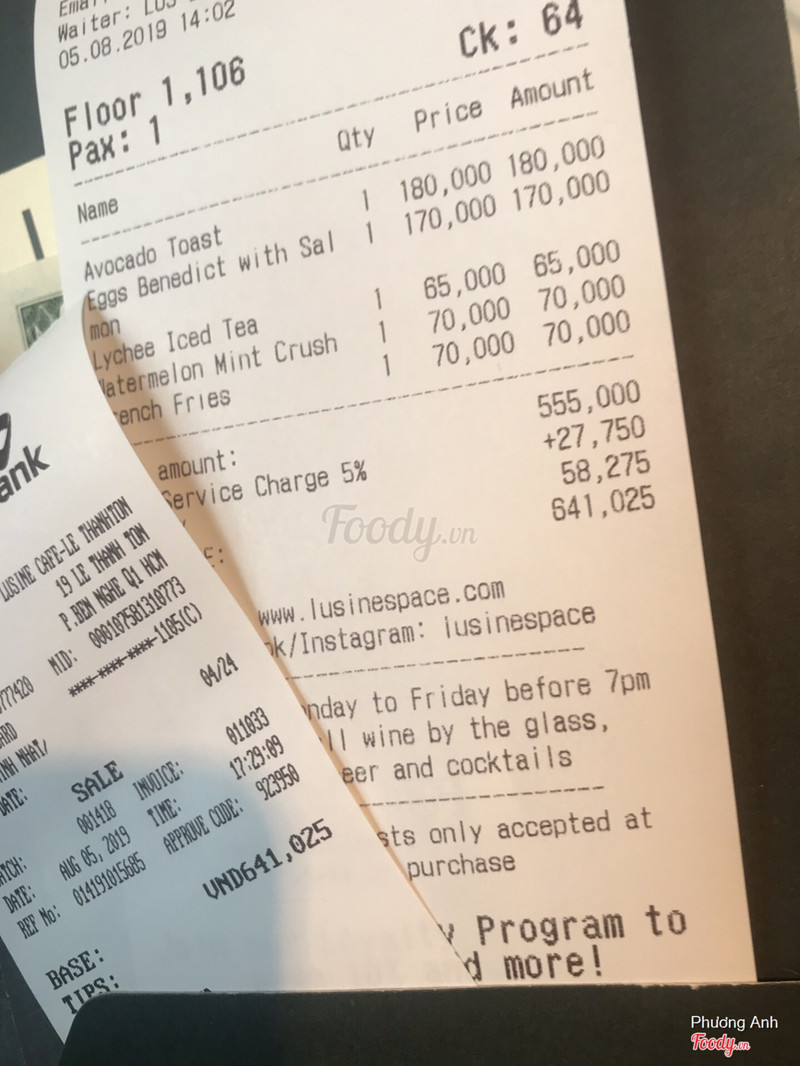 Waiter:
05.08.2019 14:02
Floor 1,106
Ck: 64
Pax: 1
Name Qty Price Amount
Avocado Toast 1 180,000 180,000
Eggs Benedict with Sal 1 170,000 170,000
mon
Lychee Iced Tea 1 65,000 65,000
Watermelon Mint Crush 1 70,000 70,000
ench Fries 1 70,000 70,000
amount: 555,000
Service Charge 5% +27,750
58,275
641,025
www.lusinespace.com
ok/Instagram: lusinespace
nday to Friday before 7pm
ll wine by the glass,
eer and cocktails
sts only accepted at
purchase
y Program to
d more!
ank
LUSINE CAFE-LE THANHTON
19 LE THANH TON
P.BEN NGHE Q1 HCM
MID: 000107581310773
****-****-****-1105(C)
04/24
SALE
001418 INVOICE: 011033
DATE: AUG 05, 2019 TIME: 17:29:09
REF No: 014191015685 APPROVE CODE: 923950
VND641,025
BASE:
TIPS:
Foody.vn
Phương Anh
Foody.vn